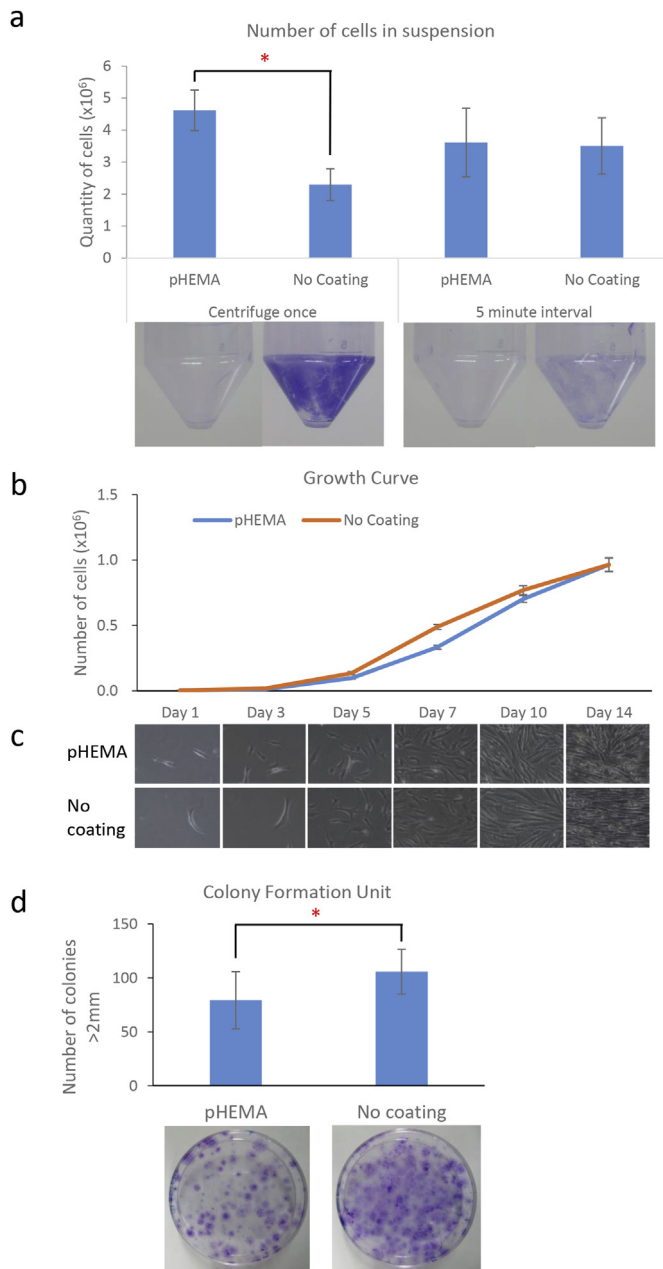 a
Number of cells in suspension
*
Quantity of cells (x10⁶)
6
5
4
3
2
1
0
pHEMA
No Coating
pHEMA
No Coating
Centrifuge once
5 minute interval
b
Growth Curve
pHEMA
No Coating
Number of cells (x10⁶)
1.5
1.0
0.5
0.0
Day 1
Day 3
Day 5
Day 7
Day 10
Day 14
c
pHEMA
No
coating
d
Colony Formation Unit
*
Number of colonies
>2mm
150
100
50
0
pHEMA
No coating